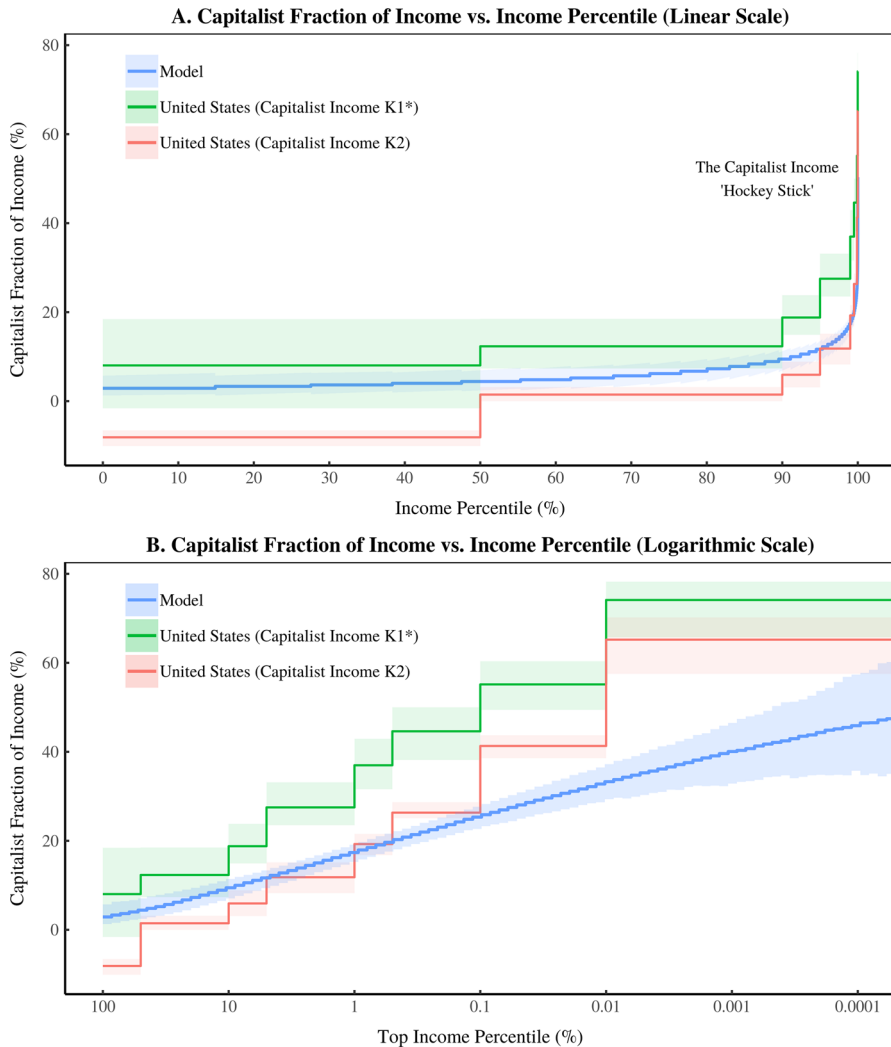 A. Capitalist Fraction of Income vs. Income Percentile (Linear Scale)
80
60
40
20
0
Capitalist Fraction of Income (%)
Model
United States (Capitalist Income K1*)
United States (Capitalist Income K2)
The Capitalist Income
'Hockey Stick'
0 10 20 30 40 50 60 70 80 90 100
Income Percentile (%)
B. Capitalist Fraction of Income vs. Income Percentile (Logarithmic Scale)
80
60
40
20
0
Capitalist Fraction of Income (%)
Model
United States (Capitalist Income K1*)
United States (Capitalist Income K2)
100 10 1 0.1 0.01 0.001 0.0001
Top Income Percentile (%)